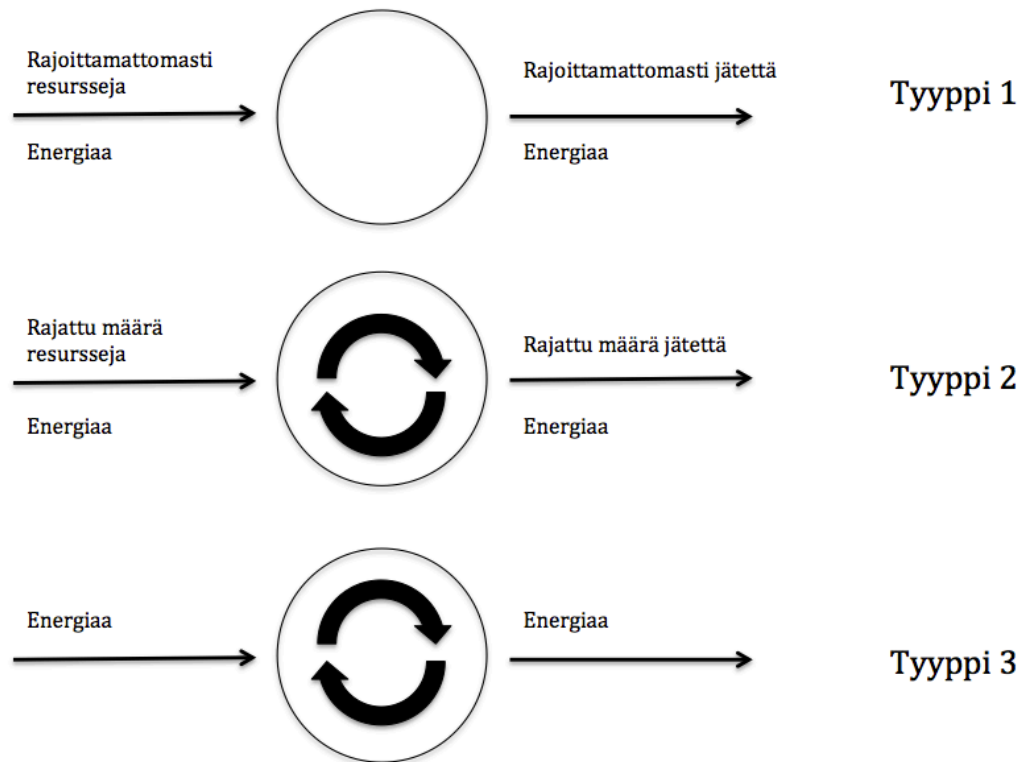 Rajoittamattomasti
resursseja
Energiaa
Rajoittamattomasti jätettä
Energiaa
Tyyppi 1
Rajattu määrä
resursseja
Energiaa
Rajattu määrä jätettä
Energiaa
Tyyppi 2
Energiaa
Energiaa
Tyyppi 3